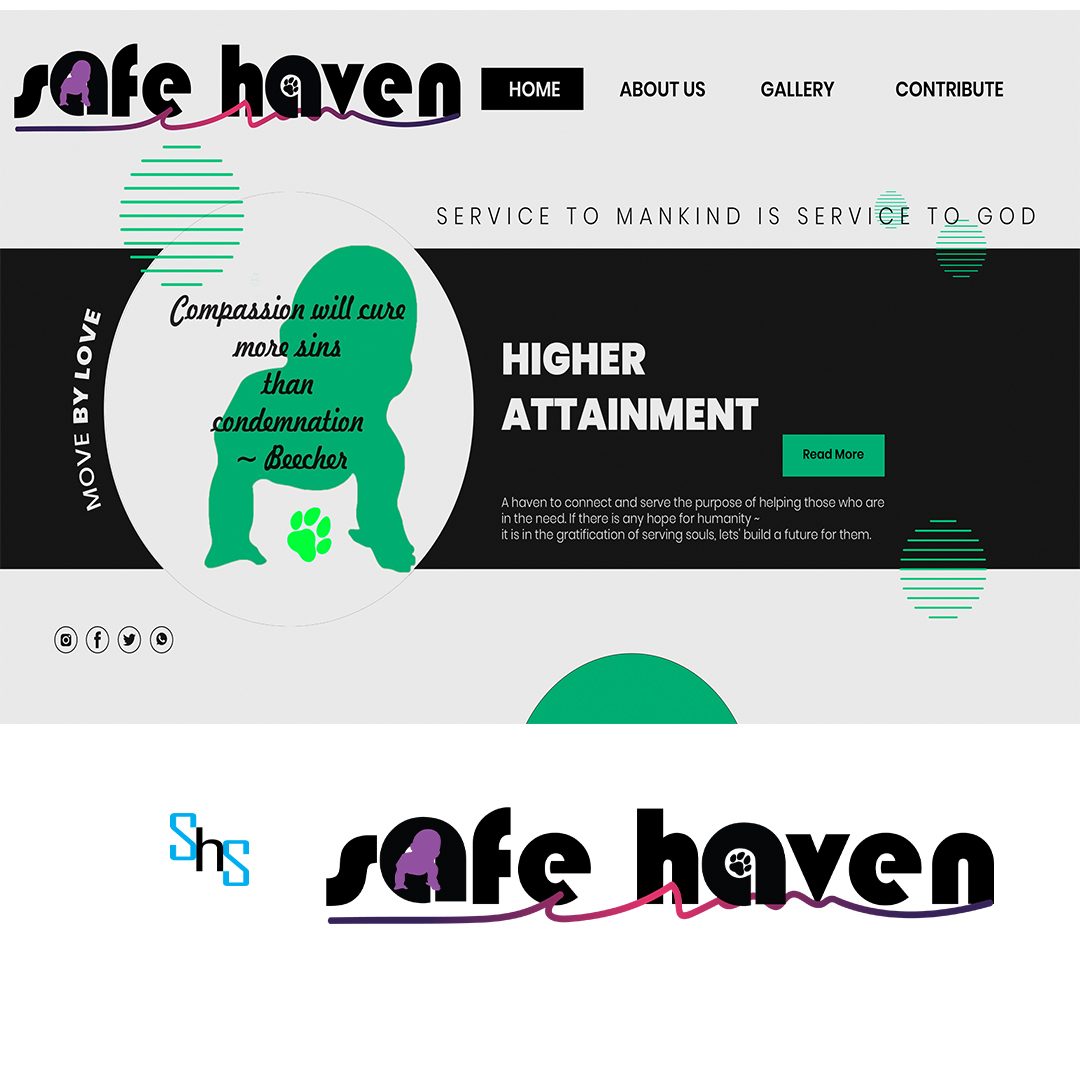 safe haven
HOME
ABOUT US
GALLERY
CONTRIBUTE
SERVICE TO MANKIND IS SERVICE TO GOD
MOVE BY LOVE
Compassion will cure
more sins
than
condemnation
~ Beecher
HIGHER
ATTAINMENT
Read More
A haven to connect and serve the purpose of helping those who are
in the need. If there is any hope for humanity ~
it is in the gratification of serving souls, lets' build a future for them.
ShS
safe haven